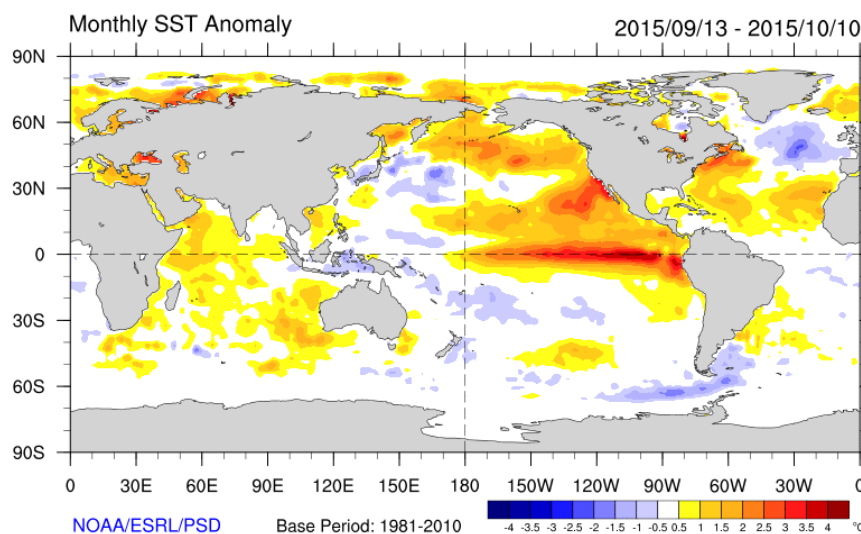 Monthly SST Anomaly 2015/09/13 - 2015/10/10
90N
60N
30N
0
30S
60S
90S
0 30E 60E 90E 120E 150E 180 150W 120W 90W 60W 30W 0
NOAA/ESRL/PSD Base Period: 1981-2010
-4 -3.5 -3 -2.5 -2 -1.5 -1 -0.5 0.5 1 1.5 2 2.5 3 3.5 4 °C